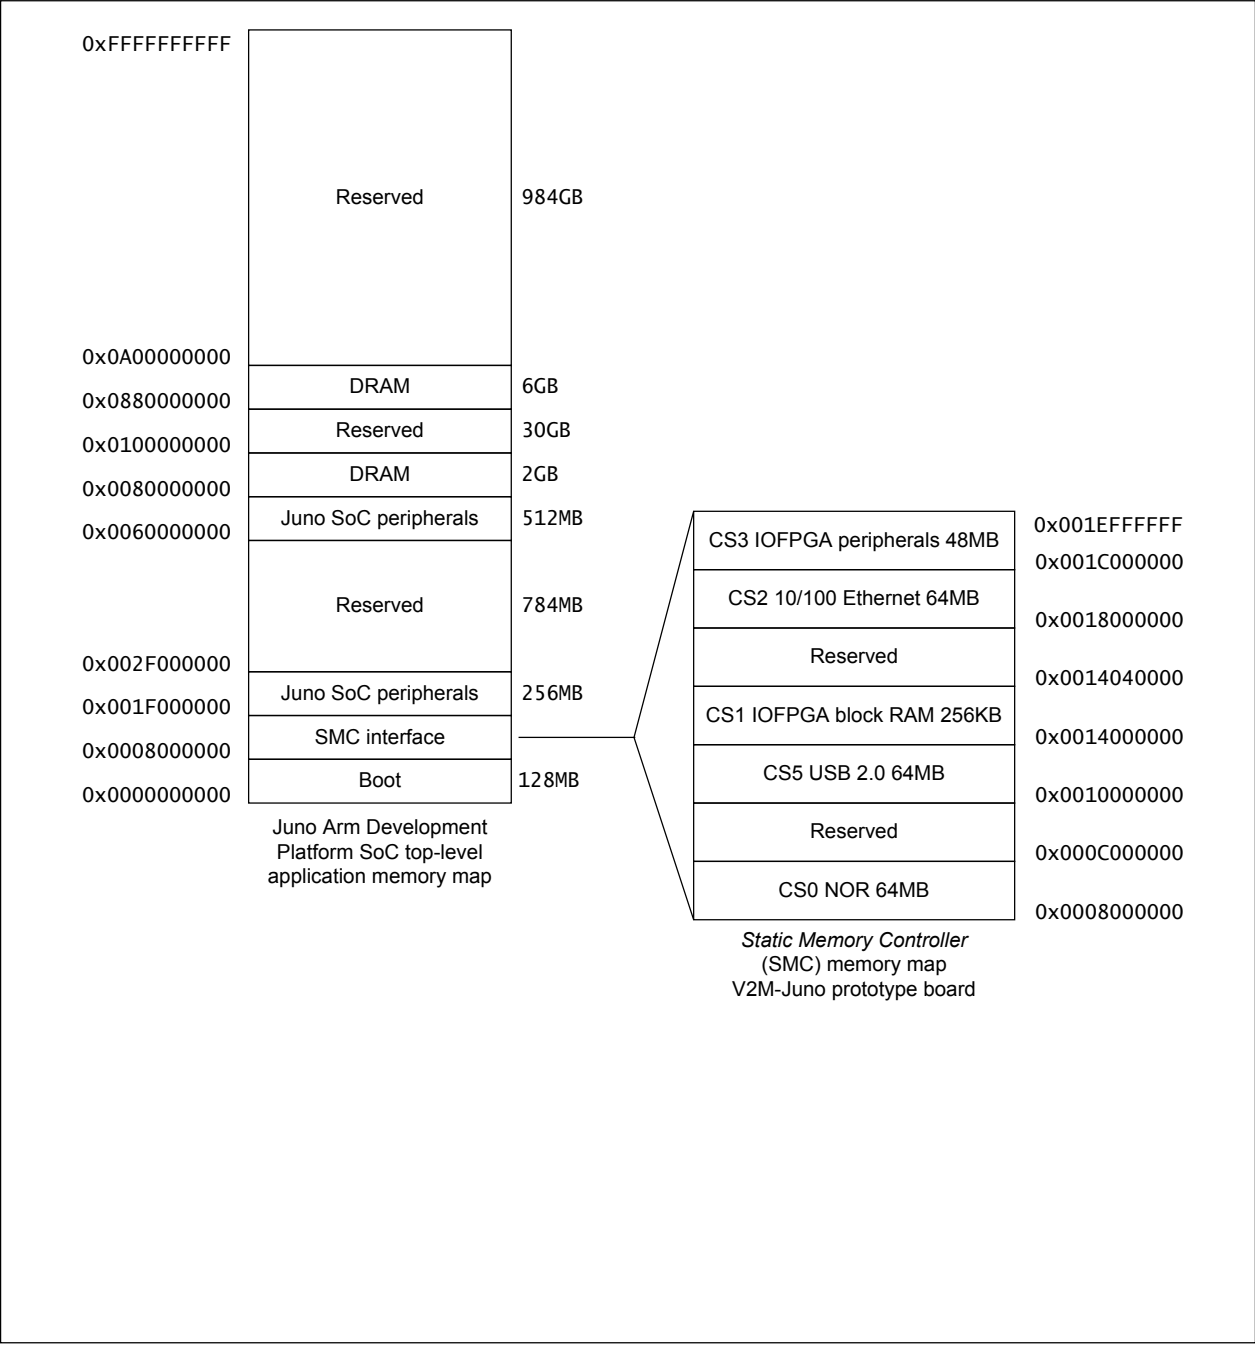 0xFFFFFFFFFF
Reserved 984GB
0x0A00000000
DRAM 6GB
0x0880000000
Reserved 30GB
0x0100000000
DRAM 2GB
0x0080000000
Juno SoC peripherals 512MB
0x0060000000
Reserved 784MB
0x002F000000
Juno SoC peripherals 256MB
0x001F000000
SMC interface
0x0008000000
Boot 128MB
0x0000000000
Juno Arm Development
Platform SoC top-level
application memory map
0x001EFFFFFF
CS3 IOFPGA peripherals 48MB
0x001C000000
CS2 10/100 Ethernet 64MB
0x0018000000
Reserved
0x0014040000
CS1 IOFPGA block RAM 256KB
0x0014000000
CS5 USB 2.0 64MB
0x0010000000
Reserved
0x000C000000
CS0 NOR 64MB
0x0008000000
Static Memory Controller
(SMC) memory map
V2M-Juno prototype board